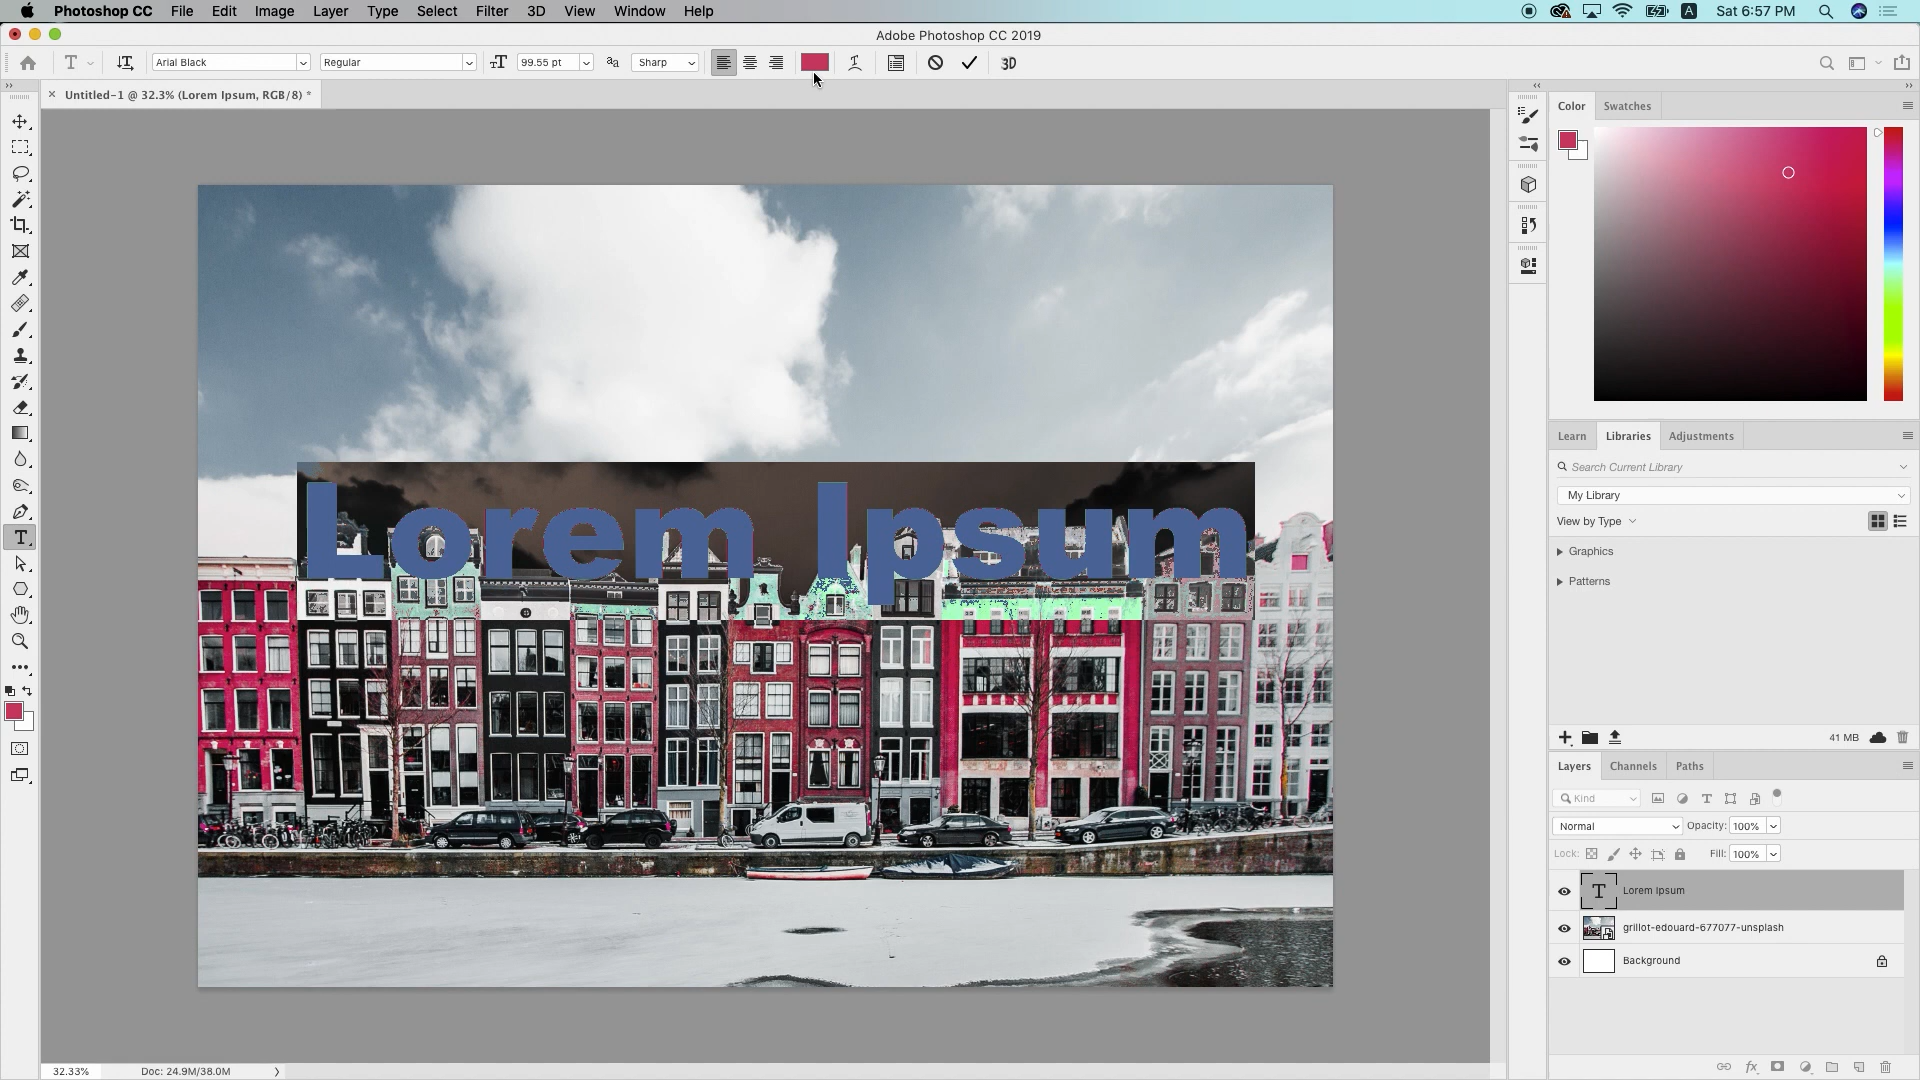 Photoshop CC File Edit Image Layer Type Select Filter 3D View Window Help A Sat 6:57 PM
Adobe Photoshop CC 2019
T Arial Black Regular 99.55 pt aa Sharp 3D
× Untitled-1 @ 32.3% (Lorem Ipsum, RGB/8) *
Color Swatches
Lorem Ipsum
Learn Libraries Adjustments
Search Current Library
My Library
View by Type
Graphics
Patterns
41 MB
Layers Channels Paths
Kind
Normal Opacity: 100%
Lock: Fill: 100%
T Lorem Ipsum
grillot-edouard-677077-unsplash
Background
32.33% Doc: 24.9M/38.0M
fx